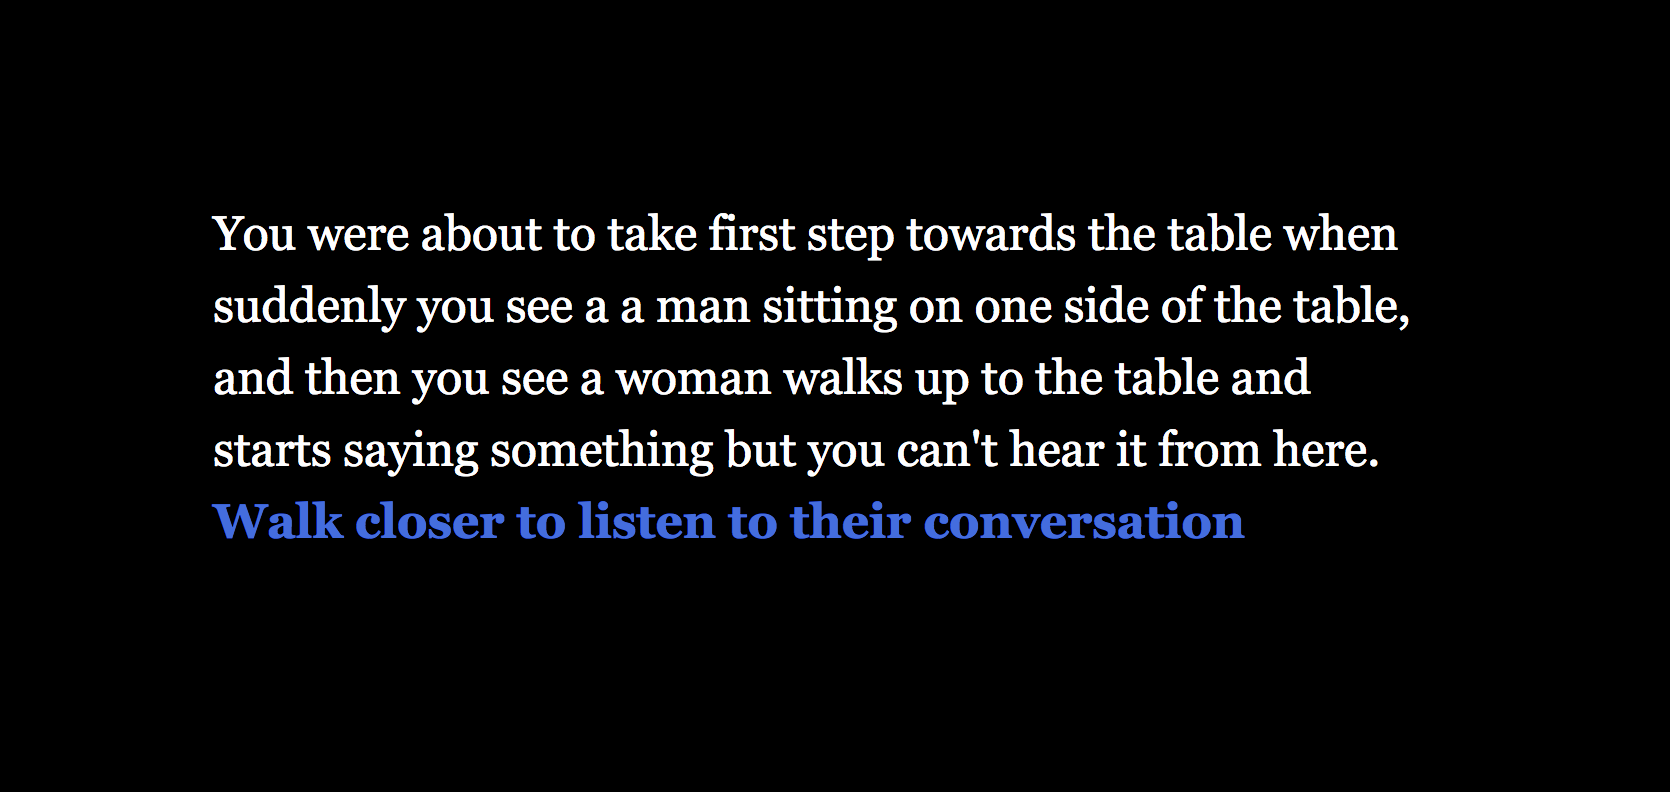 You were about to take first step towards the table when
suddenly you see a a man sitting on one side of the table,
and then you see a woman walks up to the table and
starts saying something but you can't hear it from here.
Walk closer to listen to their conversation